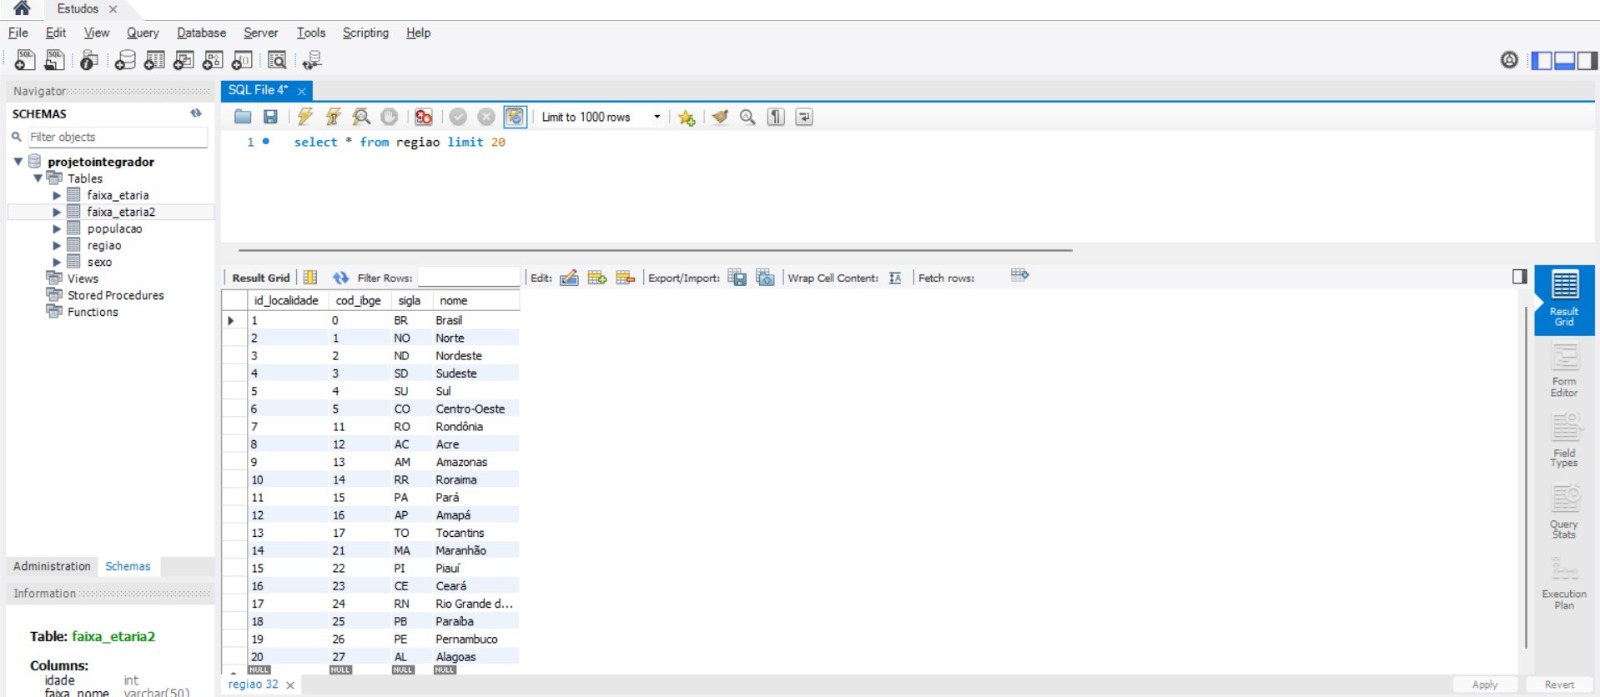 Estudos
File Edit View Query Database Server Tools Scripting Help
Navigator
SCHEMAS
Filter objects
projetointegrador
Tables
faixa_etaria
faixa_etaria2
populacao
regiao
sexo
Views
Stored Procedures
Functions
Administration Schemas
Information
Table: faixa_etaria2
Columns:
idade int
faixa_nome varchar(50)
SQL File 4*
Limit to 1000 rows
1 select * from regiao limit 20
Result Grid Filter Rows: Edit: Export/Import: Wrap Cell Content: Fetch rows:
id_localidade cod_ibge sigla nome
1 0 BR Brasil
2 1 NO Norte
3 2 ND Nordeste
4 3 SD Sudeste
5 4 SU Sul
6 5 CO Centro-Oeste
7 11 RO Rondônia
8 12 AC Acre
9 13 AM Amazonas
10 14 RR Roraima
11 15 PA Pará
12 16 AP Amapá
13 17 TO Tocantins
14 21 MA Maranhão
15 22 PI Piauí
16 23 CE Ceará
17 24 RN Rio Grande d...
18 25 PB Paraíba
19 26 PE Pernambuco
20 27 AL Alagoas
NULL NULL NULL NULL
regiao 32
Result
Grid
Form
Editor
Field
Types
Query
Stats
Execution
Plan
Apply Revert